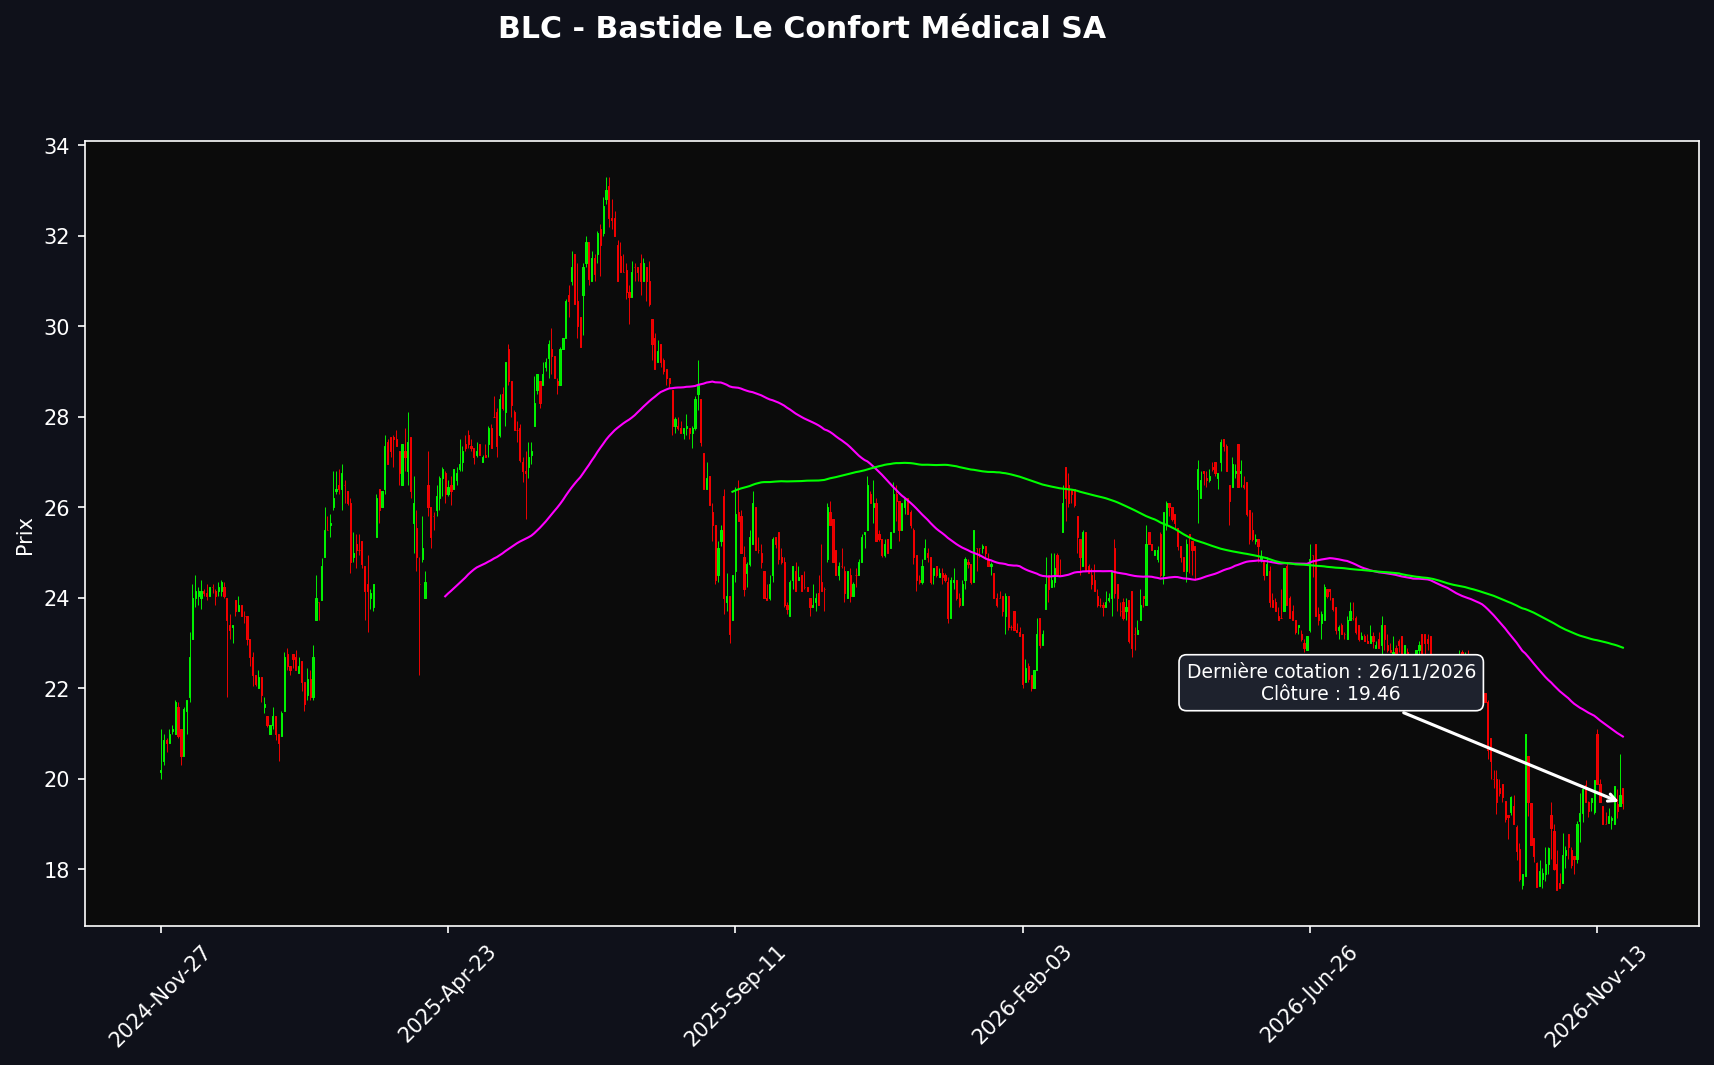 BLC - Bastide Le Confort Médical SA
Prix
34
32
30
28
26
24
22
20
18
Dernière cotation : 26/11/2026
Clôture : 19.46
2024-Nov-27
2025-Apr-23
2025-Sep-11
2026-Feb-03
2026-Jun-26
2026-Nov-13